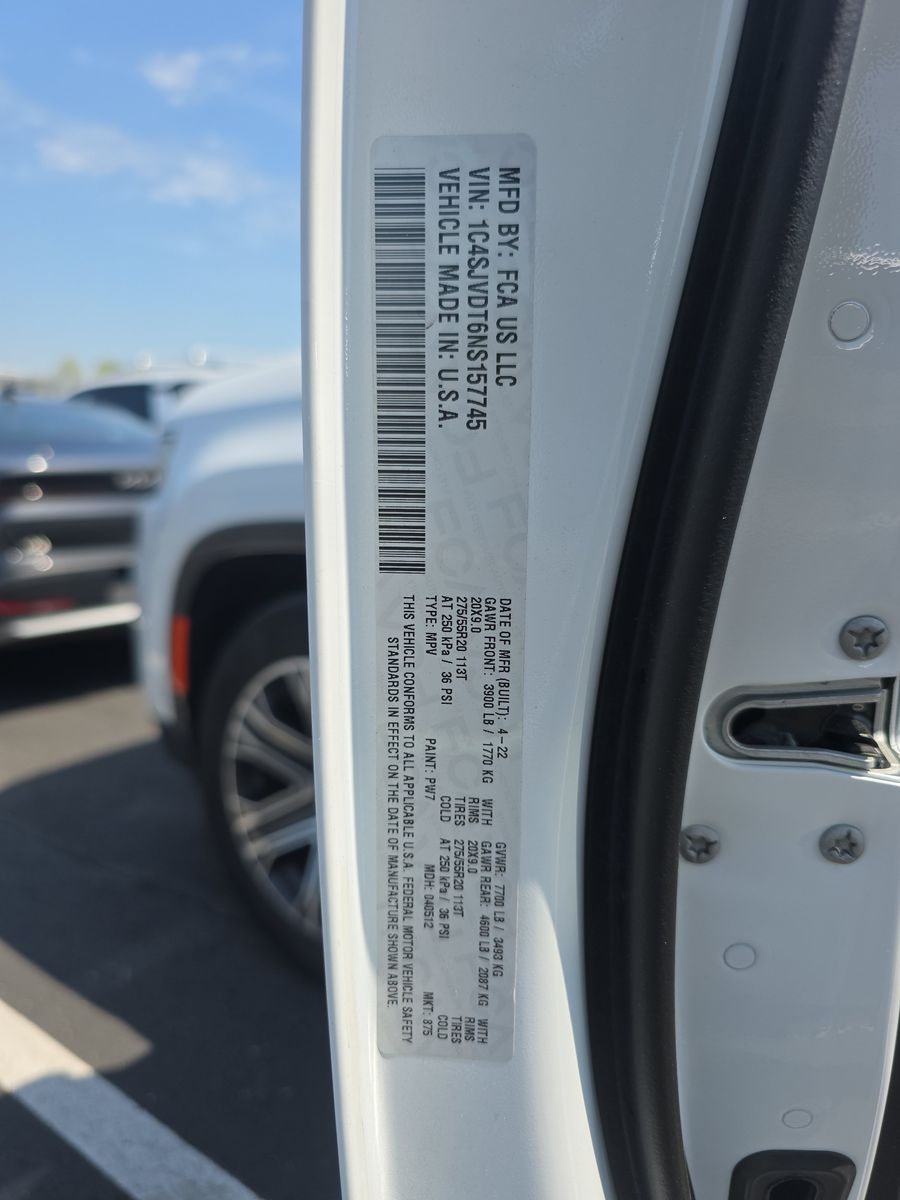 MFD BY: FCA US LLC
VIN: 1C4SJVDT6NS157745
VEHICLE MADE IN: U.S.A.
DATE OF MFR (BUILT): 4-22 GVWR: 7700 LB / 3493 KG
GAWR FRONT: 3900 LB / 1770 KG WITH GAWR REAR: 4600 LB / 2087 KG WITH
20X9.0 RIMS 20X9.0 RIMS
275/55R20 113T TIRES 275/55R20 113T TIRES
AT 250 kPa / 36 PSI COLD AT 250 kPa / 36 PSI COLD
TYPE: MPV PAINT: PW7 MDH: 040512 MKT: 875
THIS VEHICLE CONFORMS TO ALL APPLICABLE U.S.A. FEDERAL MOTOR VEHICLE SAFETY
STANDARDS IN EFFECT ON THE DATE OF MANUFACTURE SHOWN ABOVE.